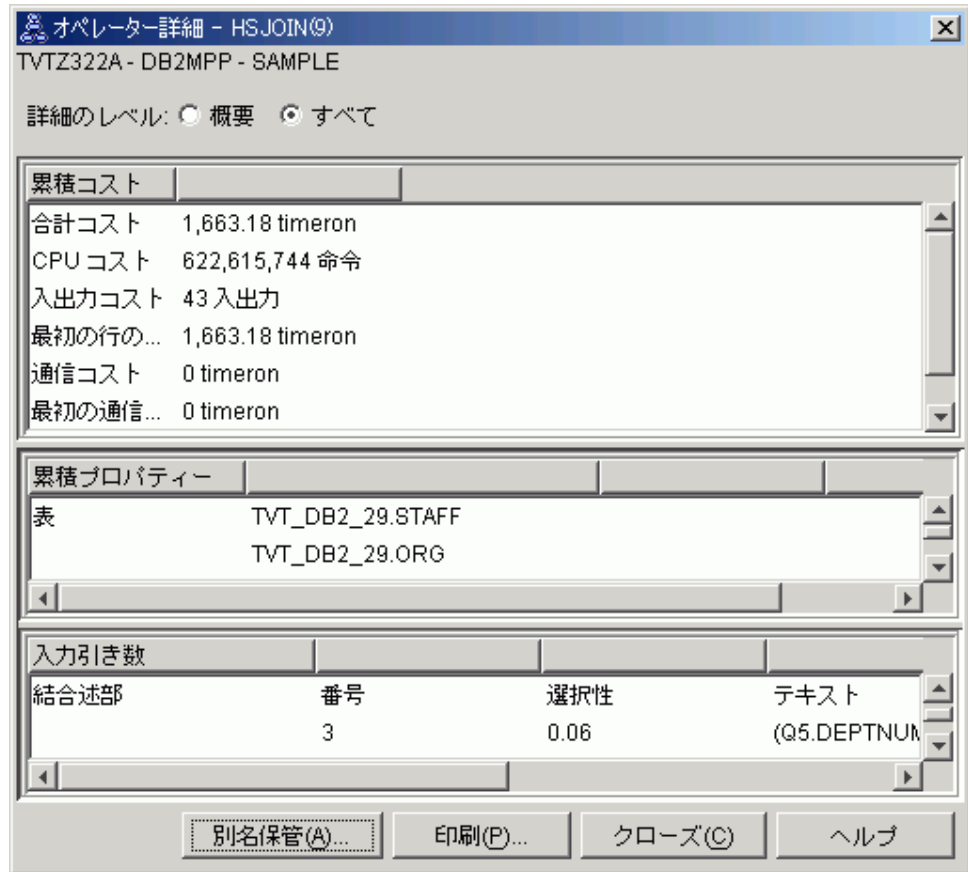 オペレーター詳細 - HSJOIN(9)
TVTZ322A - DB2MPP - SAMPLE
詳細のレベル: 概要 すべて
累積コスト
合計コスト 1,663.18 timeron
CPU コスト 622,615,744 命令
入出力コスト 43 入出力
最初の行の... 1,663.18 timeron
通信コスト 0 timeron
最初の通信... 0 timeron
累積プロパティー
表 TVT_DB2_29.STAFF
TVT_DB2_29.ORG
入力引き数
結合述部 番号 選択性 テキスト
3 0.06 (Q5.DEPTNUM
別名保管(A)... 印刷(P)... クローズ(C) ヘルプ